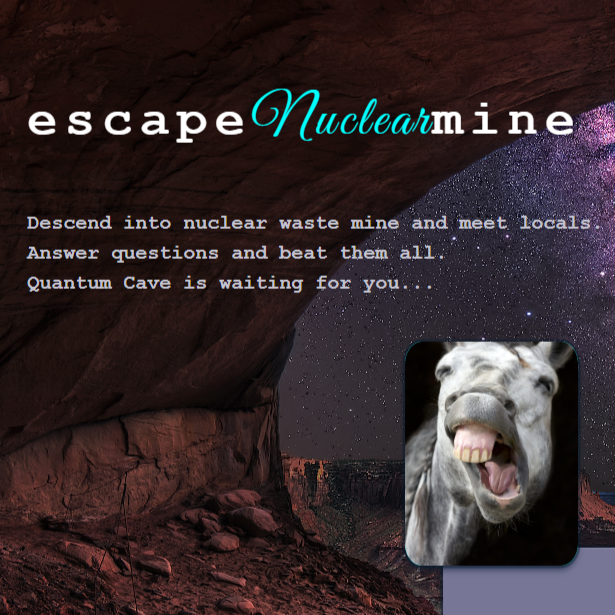 escapeNuclearmine
Descend into nuclear waste mine and meet locals.
Answer questions and beat them all.
Quantum Cave is waiting for you...